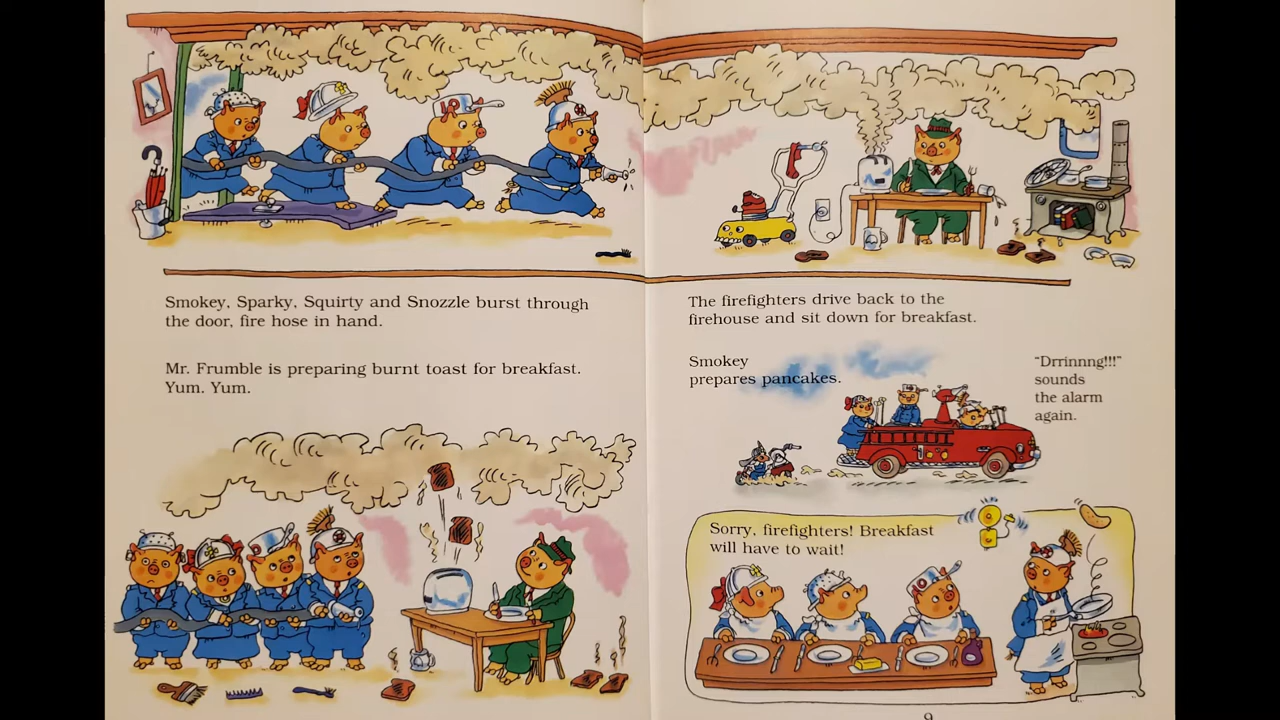 Smokey, Sparky, Squirty and Snozzle burst through
the door, fire hose in hand.
Mr. Frumble is preparing burnt toast for breakfast.
Yum. Yum.
The firefighters drive back to the
firehouse and sit down for breakfast.
Smokey
prepares pancakes.
"Drrinnng!!!"
sounds
the alarm
again.
Sorry, firefighters! Breakfast
will have to wait!
9